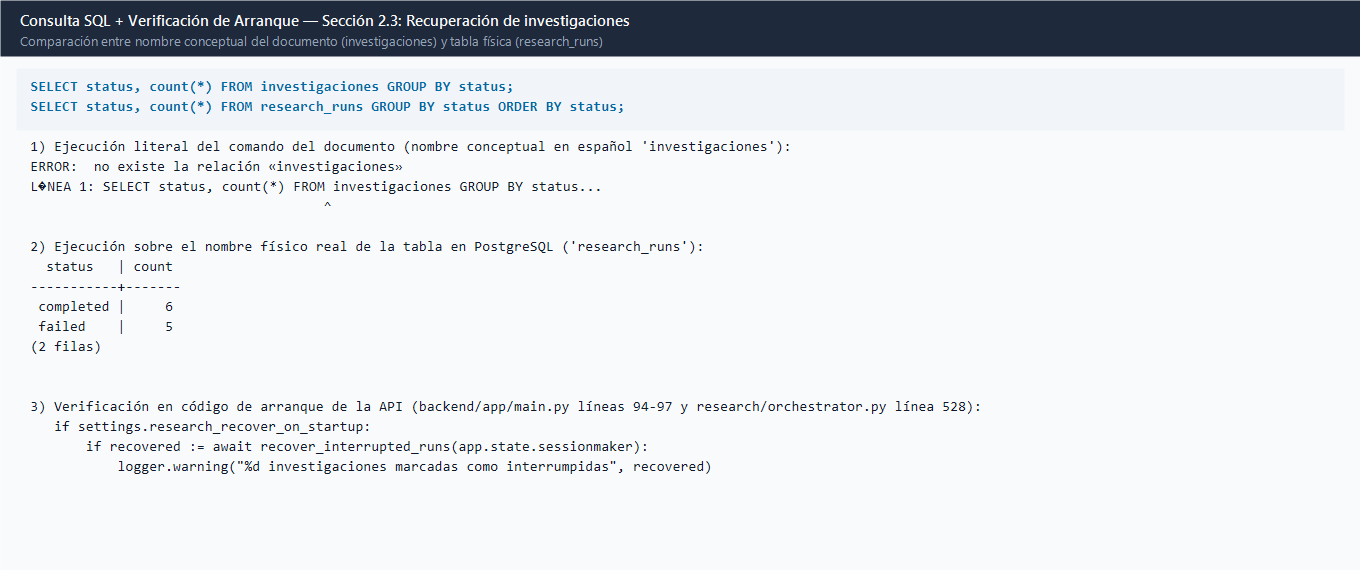 Consulta SQL + Verificación de Arranque — Sección 2.3: Recuperación de investigaciones
Comparación entre nombre conceptual del documento (investigaciones) y tabla física (research_runs)
SELECT status, count(*) FROM investigaciones GROUP BY status;
SELECT status, count(*) FROM research_runs GROUP BY status ORDER BY status;
1) Ejecución literal del comando del documento (nombre conceptual en español 'investigaciones'):
ERROR:  no existe la relación «investigaciones»
L�NEA 1: SELECT status, count(*) FROM investigaciones GROUP BY status...
^
2) Ejecución sobre el nombre físico real de la tabla en PostgreSQL ('research_runs'):
  status   | count
-----------+-------
 completed |     6
 failed    |     5
(2 filas)
3) Verificación en código de arranque de la API (backend/app/main.py líneas 94-97 y research/orchestrator.py línea 528):
if settings.research_recover_on_startup:
if recovered := await recover_interrupted_runs(app.state.sessionmaker):
logger.warning("%d investigaciones marcadas como interrumpidas", recovered)